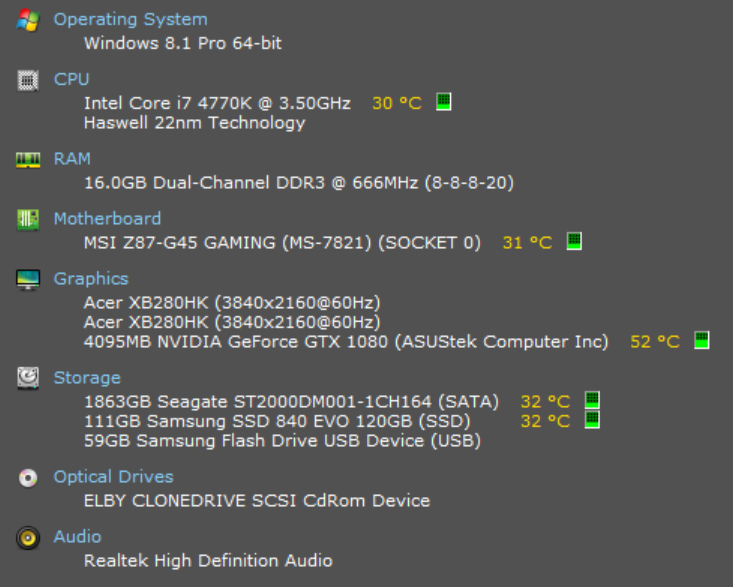 Operating System
Windows 8.1 Pro 64-bit
CPU
Intel Core i7 4770K @ 3.50GHz 30 °C
Haswell 22nm Technology
RAM
16.0GB Dual-Channel DDR3 @ 666MHz (8-8-8-20)
Motherboard
MSI Z87-G45 GAMING (MS-7821) (SOCKET 0) 31 °C
Graphics
Acer XB280HK (3840x2160@60Hz)
Acer XB280HK (3840x2160@60Hz)
4095MB NVIDIA GeForce GTX 1080 (ASUStek Computer Inc) 52 °C
Storage
1863GB Seagate ST2000DM001-1CH164 (SATA) 32 °C
111GB Samsung SSD 840 EVO 120GB (SSD) 32 °C
59GB Samsung Flash Drive USB Device (USB)
Optical Drives
ELBY CLONEDRIVE SCSI CdRom Device
Audio
Realtek High Definition Audio